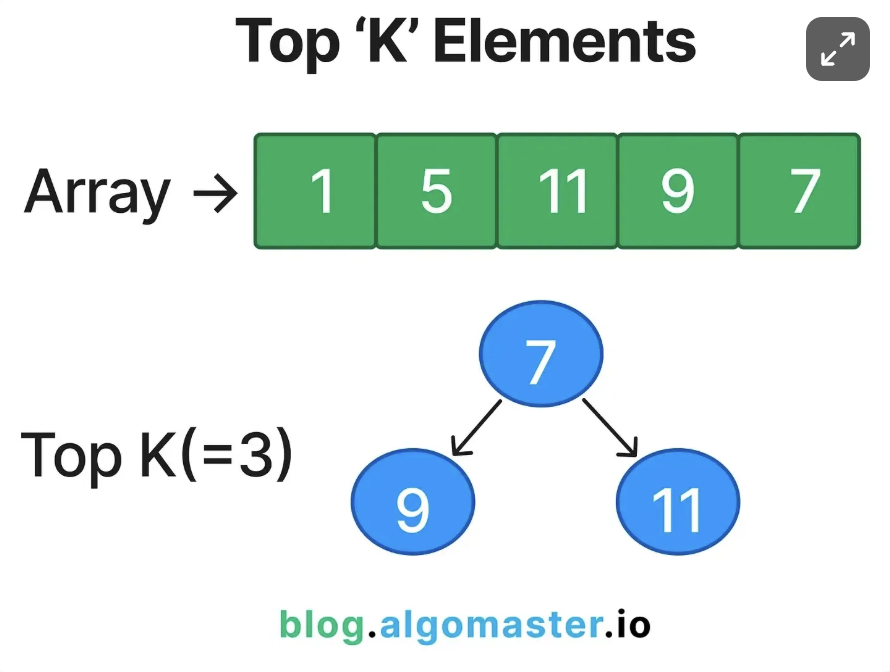 Top ‘K’ Elements
Array → 1 5 11 9 7
7
Top K(=3)
9 11
blog.algomaster.io